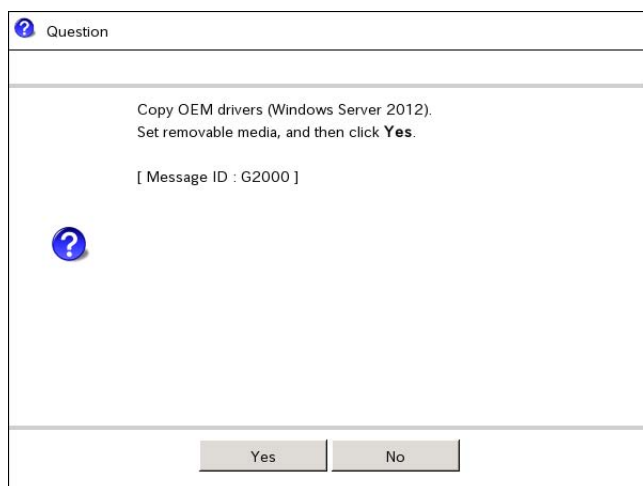 Question
Copy OEM drivers (Windows Server 2012).
Set removable media, and then click Yes.
[ Message ID : G2000 ]
Yes
No